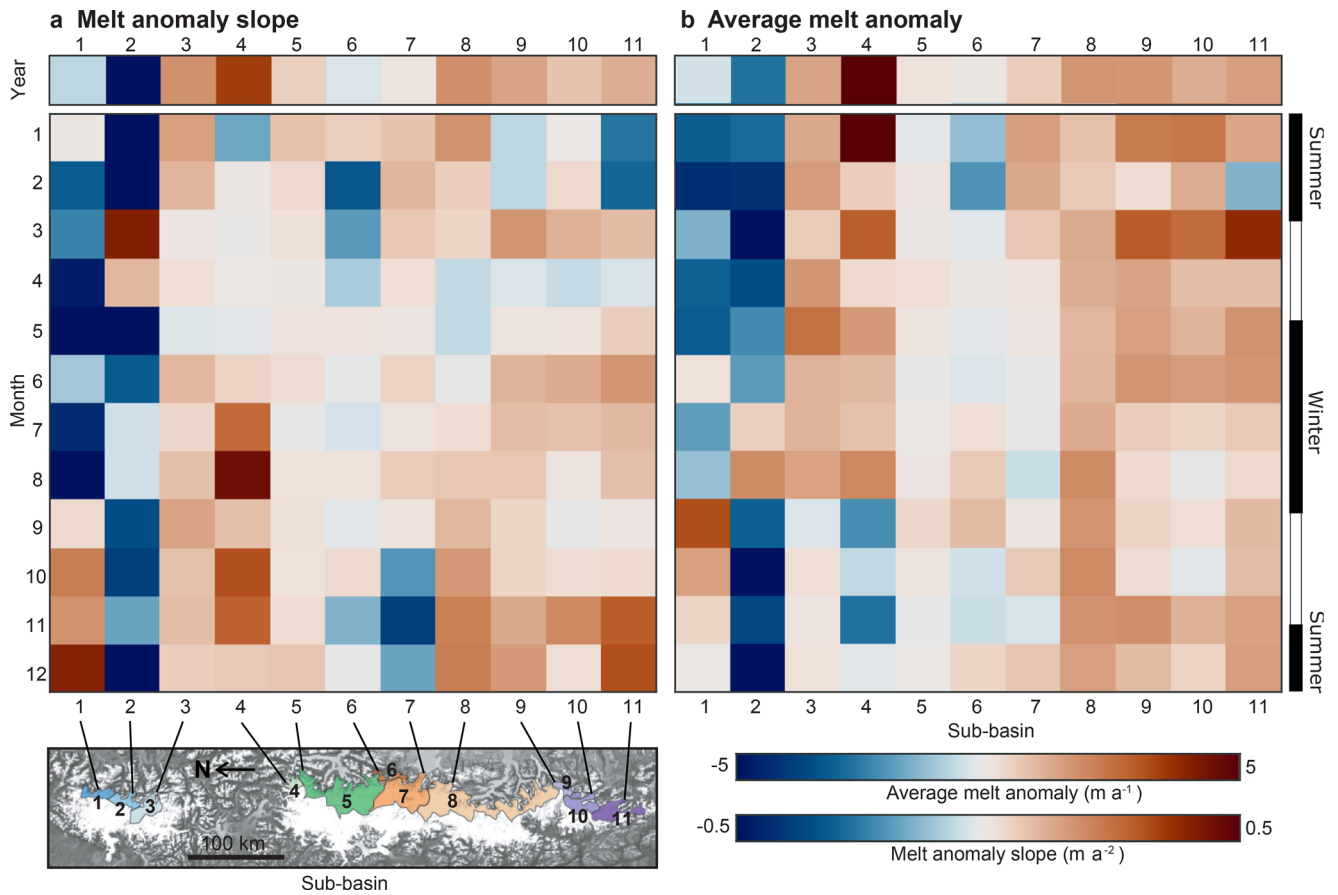 a Melt anomaly slope
b Average melt anomaly
1 2 3 4 5 6 7 8 9 10 11
1 2 3 4 5 6 7 8 9 10 11
Year
Month
1
2
3
4
5
6
7
8
9
10
11
12
Summer
Winter
Summer
1 2 3 4 5 6 7 8 9 10 11
1 2 3 4 5 6 7 8 9 10 11
Sub-basin
N
1 2 3 4 5 6 7 8 9 10 11
100 km
Sub-basin
-5 5
Average melt anomaly (m a-1)
-0.5 0.5
Melt anomaly slope (m a-2)